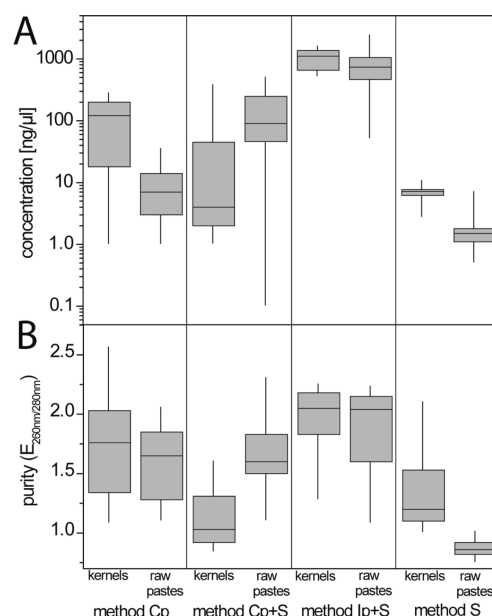 A
concentration [ng/µl]
1000
100
10
1.0
0.1
B
purity (E260nm/280nm)
2.5
2.0
1.5
1.0
kernels raw kernels raw kernels raw kernels raw
pastes pastes pastes pastes
method Cp method Cp+S method Ip+S method S